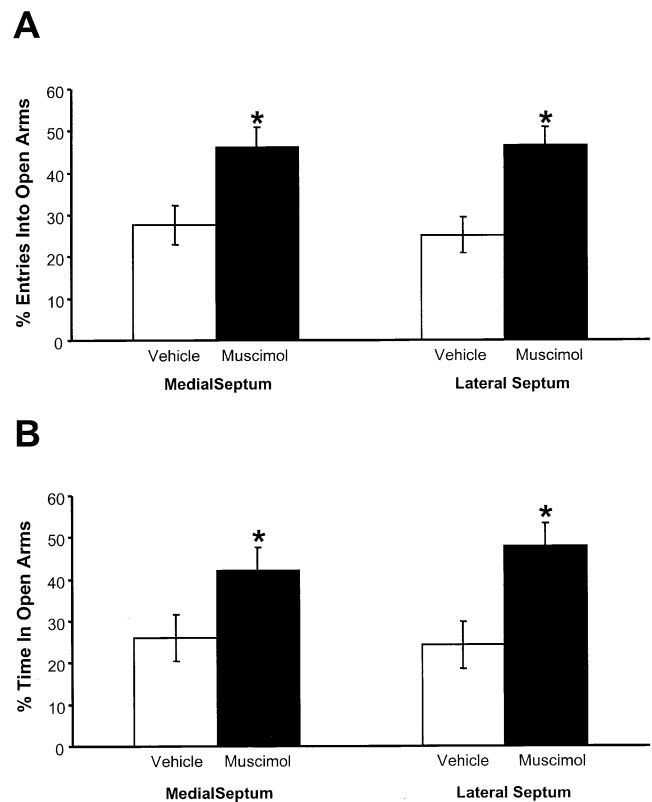 A
% Entries Into Open Arms
60
50
40
30
20
10
0
*
*
Vehicle Muscimol Vehicle Muscimol
MedialSeptum Lateral Septum
B
% Time In Open Arms
60
50
40
30
20
10
0
*
*
Vehicle Muscimol Vehicle Muscimol
MedialSeptum Lateral Septum